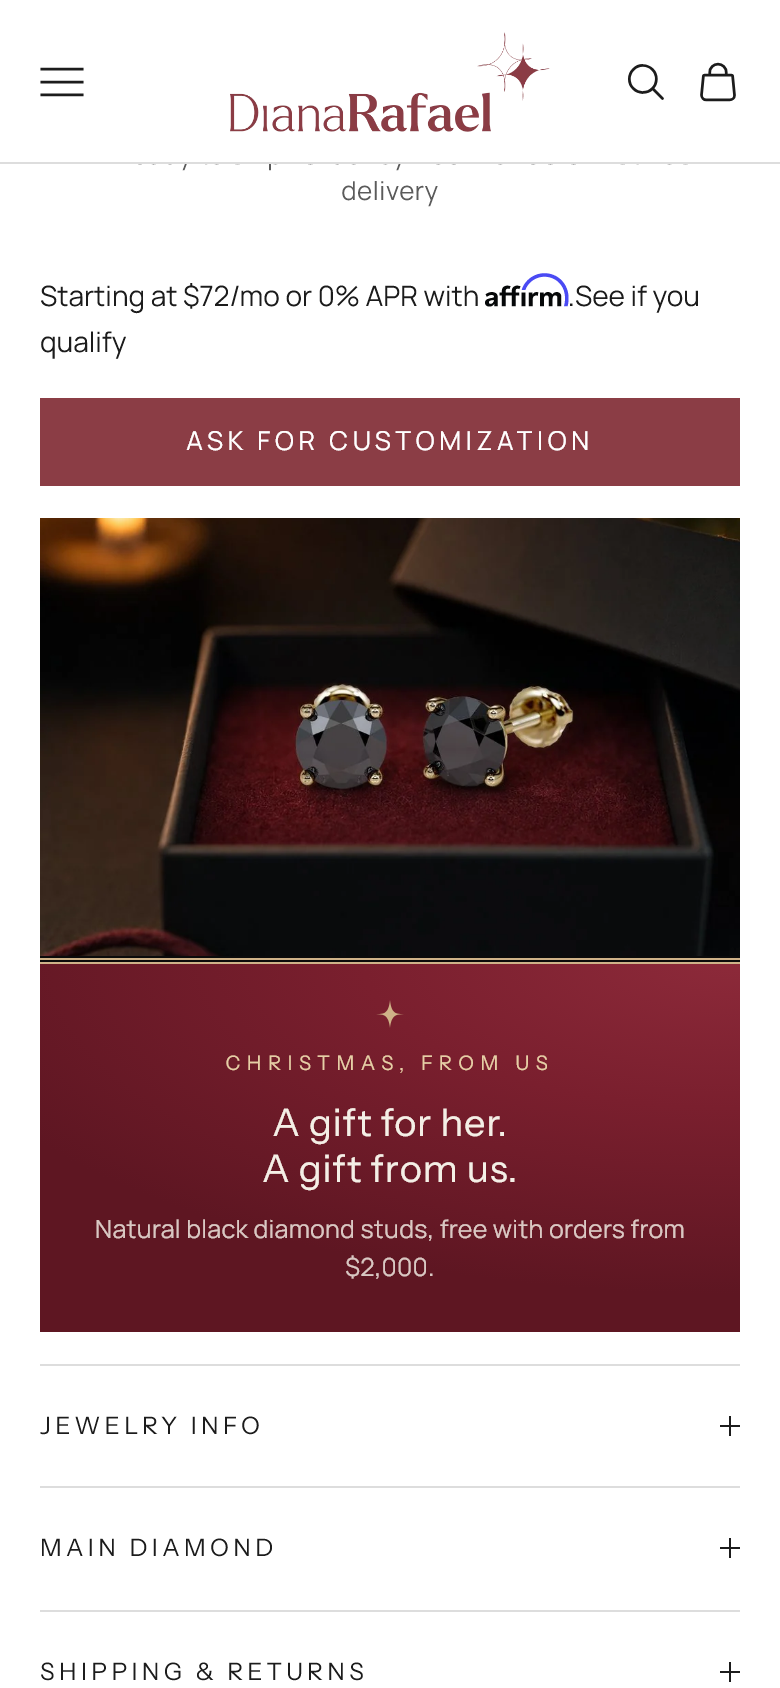 DianaRafael
delivery
Starting at $72/mo or 0% APR with affirm.See if you
qualify
ASK FOR CUSTOMIZATION
CHRISTMAS, FROM US
A gift for her.
A gift from us.
Natural black diamond studs, free with orders from
$2,000.
JEWELRY INFO
MAIN DIAMOND
SHIPPING & RETURNS